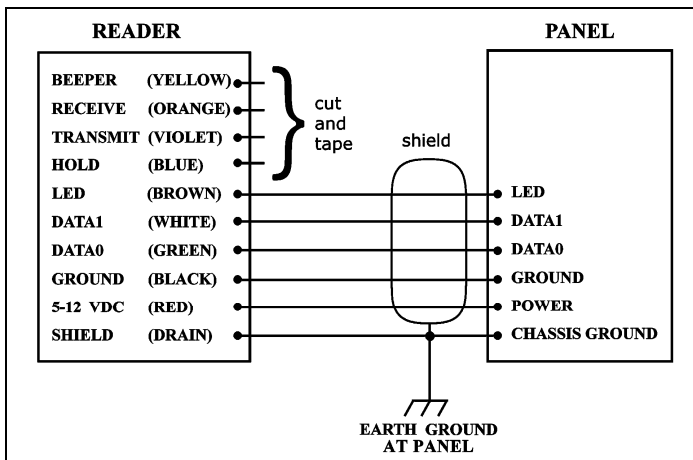 READER
PANEL
BEEPER (YELLOW)
RECEIVE (ORANGE)
TRANSMIT (VIOLET)
HOLD (BLUE)
cut
and
tape
shield
LED (BROWN)
LED
DATA1 (WHITE)
DATA1
DATA0 (GREEN)
DATA0
GROUND (BLACK)
GROUND
5-12 VDC (RED)
POWER
SHIELD (DRAIN)
CHASSIS GROUND
EARTH GROUND
AT PANEL